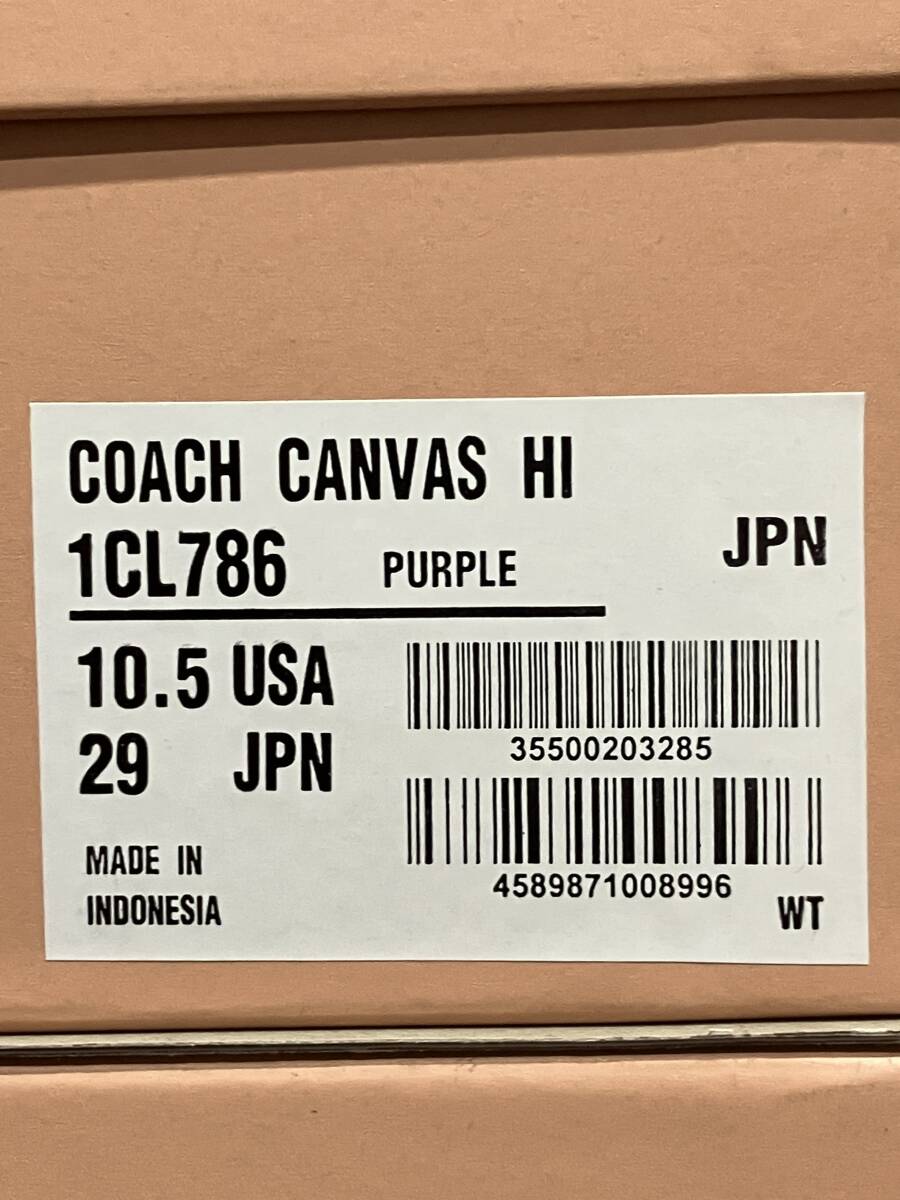 COACH CANVAS HI
1CL786 PURPLE JPN
10.5 USA
29 JPN
35500203285
4589871008996
MADE IN
INDONESIA
WT